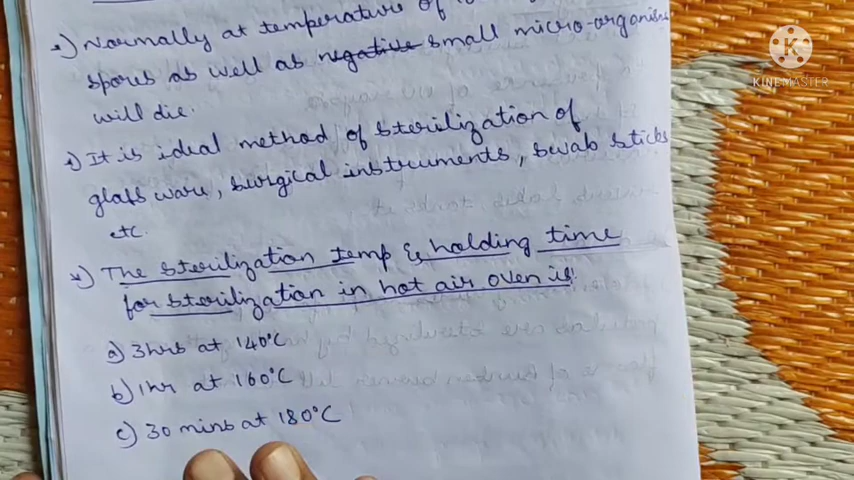 *) Normally at temperature of
spores as well as negative small micro-organisms
will die.
*) It is ideal method of sterilization of
glass ware, surgical instruments, swab sticks
etc.
*) The sterilization temp & holding time
for sterilization in hot air oven is
a) 3hrs at 140°C
b) 1hr at 160°C
c) 30 mins at 180°C
KINEMASTER